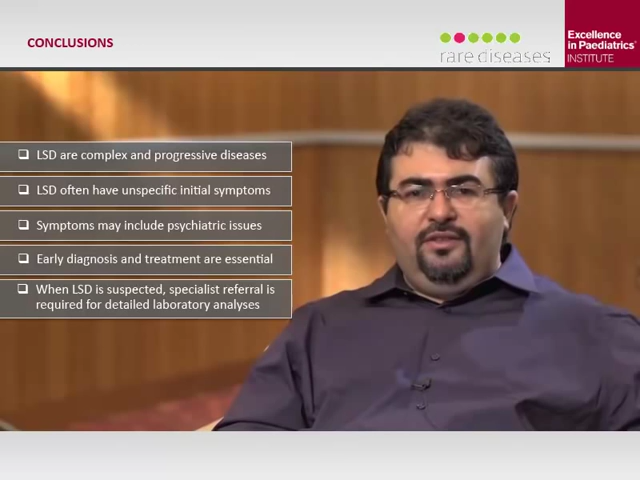 CONCLUSIONS
rare diseases
Excellence
in Paediatrics
INSTITUTE
LSD are complex and progressive diseases
LSD often have unspecific initial symptoms
Symptoms may include psychiatric issues
Early diagnosis and treatment are essential
When LSD is suspected, specialist referral is
required for detailed laboratory analyses